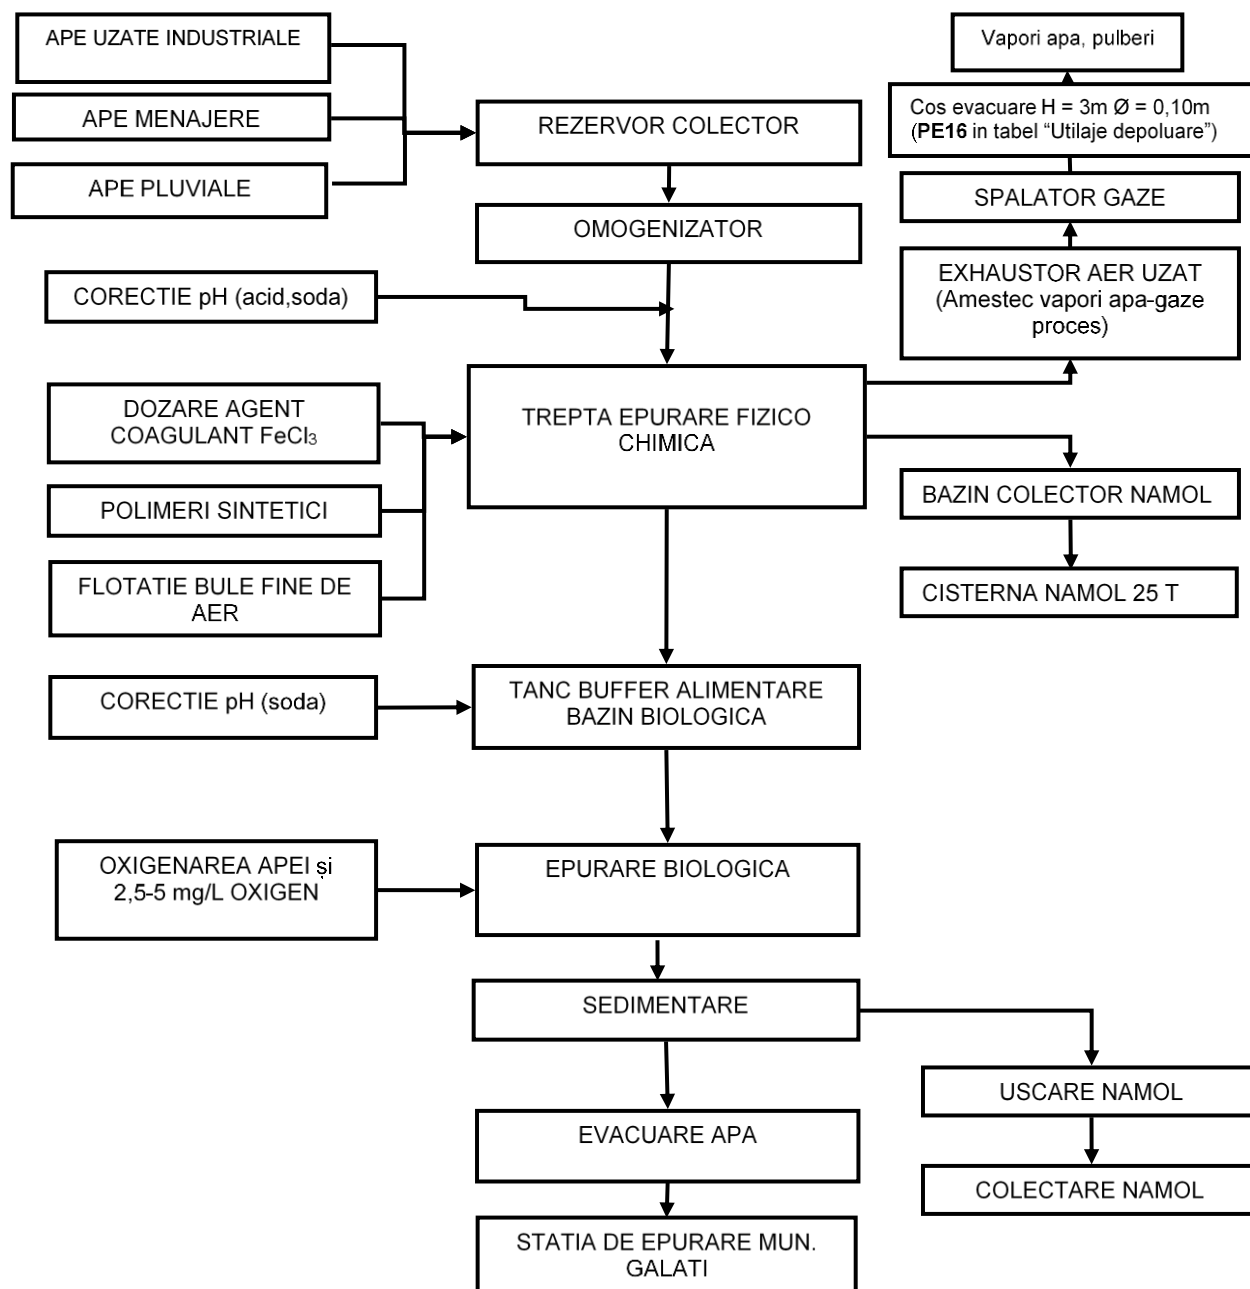 APE UZATE INDUSTRIALE
APE MENAJERE
APE PLUVIALE
REZERVOR COLECTOR
OMOGENIZATOR
CORECTIE pH (acid,soda)
Vapori apa, pulberi
Cos evacuare H = 3m Ø = 0,10m
(PE16 in tabel “Utilaje depoluare”)
SPALATOR GAZE
EXHAUSTOR AER UZAT
(Amestec vapori apa-gaze
proces)
DOZARE AGENT
COAGULANT FeCl₃
POLIMERI SINTETICI
FLOTATIE BULE FINE DE
AER
TREPTA EPURARE FIZICO
CHIMICA
BAZIN COLECTOR NAMOL
CISTERNA NAMOL 25 T
CORECTIE pH (soda)
TANC BUFFER ALIMENTARE
BAZIN BIOLOGICA
OXIGENAREA APEI și
2,5-5 mg/L OXIGEN
EPURARE BIOLOGICA
SEDIMENTARE
USCARE NAMOL
COLECTARE NAMOL
EVACUARE APA
STATIA DE EPURARE MUN.
GALATI